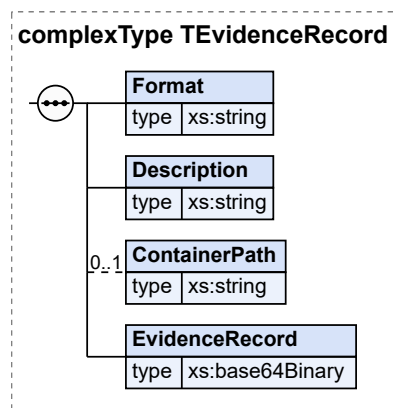 complexType TEvidenceRecord
Format
type xs:string
Description
type xs:string
0..1
ContainerPath
type xs:string
EvidenceRecord
type xs:base64Binary